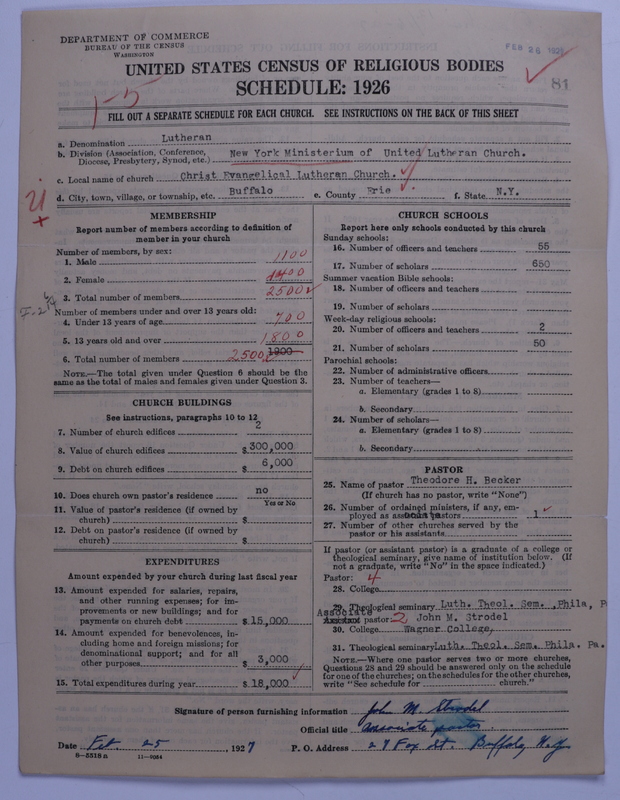 DEPARTMENT OF COMMERCE
BUREAU OF THE CENSUS
WASHINGTON
FEB 26
UNITED STATES CENSUS OF RELIGIOUS BODIES
SCHEDULE: 1926
81
1-5
FILL OUT A SEPARATE SCHEDULE FOR EACH CHURCH. SEE INSTRUCTIONS ON THE BACK OF THIS SHEET
a. Denomination Lutheran
b. Division (Association, Conference, Diocese, Presbytery, Synod, etc.) New York Ministerium of United Lutheran Church.
c. Local name of church Christ Evangelical Lutheran Church.
d. City, town, village, or township, etc. Buffalo e. County Erie f. State N.Y.
MEMBERSHIP
Report number of members according to definition of member in your church
Number of members, by sex:
1. Male 1100
2. Female 1400
3. Total number of members 2500
Number of members under and over 13 years old:
4. Under 13 years of age 700
5. 13 years old and over 1800
6. Total number of members 2500 1900
NOTE.—The total given under Question 6 should be the same as the total of males and females given under Question 3.
CHURCH BUILDINGS
See instructions, paragraphs 10 to 12
7. Number of church edifices 2
8. Value of church edifices $300,000
9. Debt on church edifices $ 6,000
10. Does church own pastor's residence no
Yes or No
11. Value of pastor's residence (if owned by church) $
12. Debt on pastor's residence (if owned by church) $
EXPENDITURES
Amount expended by your church during last fiscal year
13. Amount expended for salaries, repairs, and other running expenses; for improvements or new buildings; and for payments on church debt $15,000
14. Amount expended for benevolences, including home and foreign missions; for denominational support; and for all other purposes $ 3,000
15. Total expenditures during year $ 18,000
CHURCH SCHOOLS
Report here only schools conducted by this church
Sunday schools:
16. Number of officers and teachers 55
17. Number of scholars 650
Summer vacation Bible schools:
18. Number of officers and teachers
19. Number of scholars
Week-day religious schools:
20. Number of officers and teachers 2
21. Number of scholars 50
Parochial schools:
22. Number of administrative officers
23. Number of teachers—
a. Elementary (grades 1 to 8)
b. Secondary
24. Number of scholars—
a. Elementary (grades 1 to 8)
b. Secondary
PASTOR
25. Name of pastor Theodore H. Becker
(If church has no pastor, write "None")
26. Number of ordained ministers, if any, employed as associate pastors 1
27. Number of other churches served by the pastor or his assistants
If pastor (or assistant pastor) is a graduate of a college or theological seminary, give name of institution below. (If not a graduate, write "No" in the space indicated.)
Pastor: 4
28. College
29. Theological seminary Luth. Theol. Sem. ,Phila, P
Associate
Assistant pastor: 2 John M. Strodel
30. College Wagner College,
31. Theological seminary Luth. Theol. Sem. Phila. Pa.
NOTE.—Where one pastor serves two or more churches, Questions 28 and 29 should be answered only on the schedule for one of the churches; on the schedules for the other churches, write "See schedule for church."
Signature of person furnishing information John M. Strodel
Official title Associate pastor
Date Feb. 25, 1927 P. O. Address 29 Fox St. Buffalo, N.Y.
6-5518a 11-9054